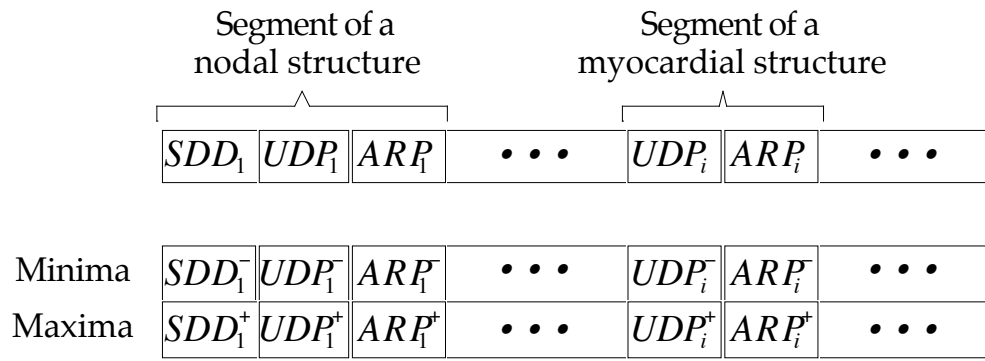 Segment of a nodal structure
Segment of a myocardial structure
SDD₁ UDP₁ ARP₁ • • • UDPᵢ ARPᵢ • • •
Minima SDD₁⁻ UDP₁⁻ ARP₁⁻ • • • UDPᵢ⁻ ARPᵢ⁻ • • •
Maxima SDD₁⁺ UDP₁⁺ ARP₁⁺ • • • UDPᵢ⁺ ARPᵢ⁺ • • •